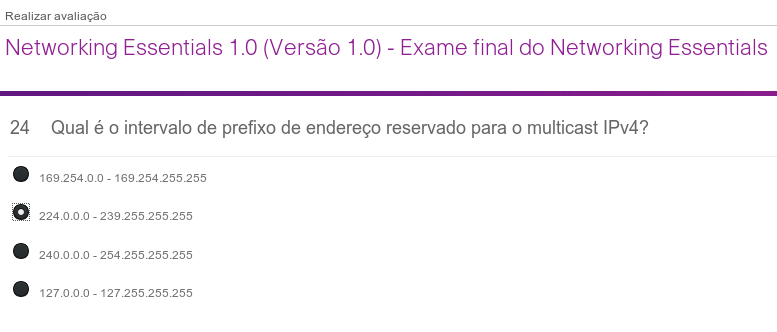 Realizar avaliação
Networking Essentials 1.0 (Versão 1.0) - Exame final do Networking Essentials
24 Qual é o intervalo de prefixo de endereço reservado para o multicast IPv4?
169.254.0.0 - 169.254.255.255
224.0.0.0 - 239.255.255.255
240.0.0.0 - 254.255.255.255
127.0.0.0 - 127.255.255.255